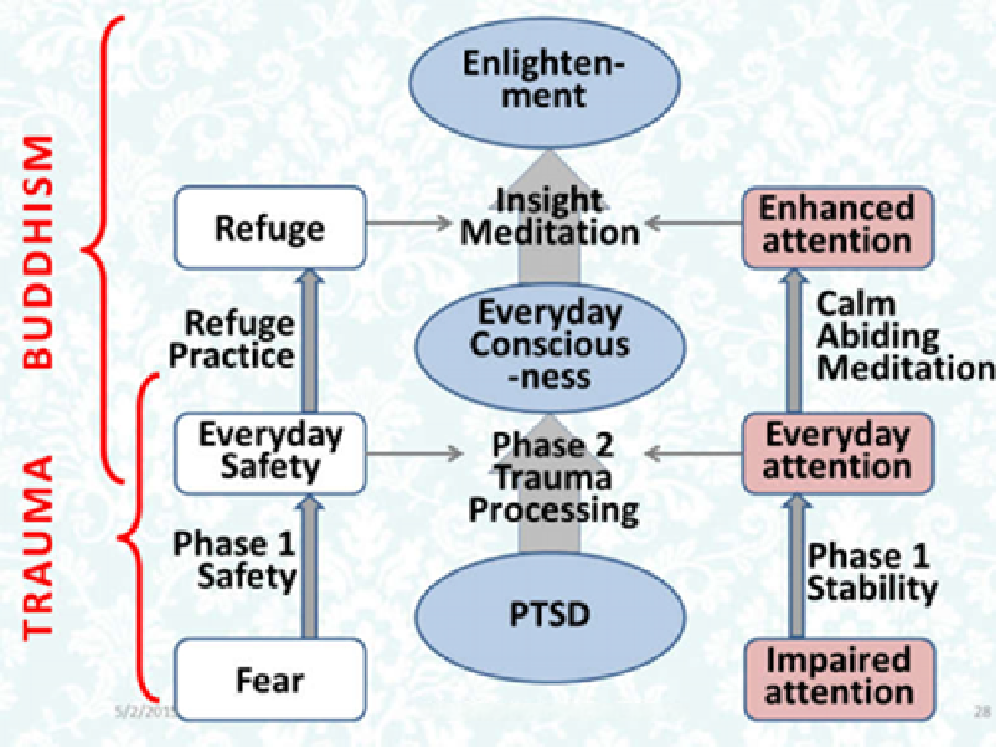 Enlighten-
ment
BUDDHISM
Refuge
Insight
Meditation
Enhanced
attention
Refuge
Practice
Everyday
Conscious
-ness
Calm
Abiding
Meditation
Everyday
Safety
Phase 2
Trauma
Processing
Everyday
attention
TRAUMA
Phase 1
Safety
Phase 1
Stability
PTSD
Fear
Impaired
attention
28